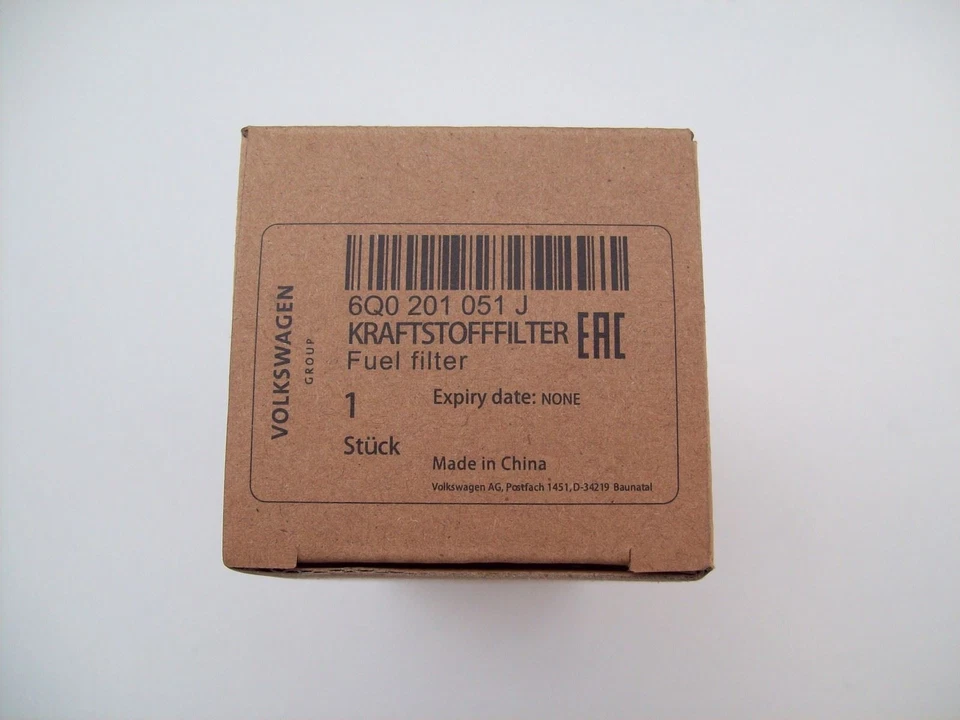 VOLKSWAGEN
GROUP
6Q0 201 051 J
KRAFTSTOFFFILTER
EAC
Fuel filter
1
Expiry date: NONE
Stück
Made in China
Volkswagen AG, Postfach 1451, D-34219 Baunatal